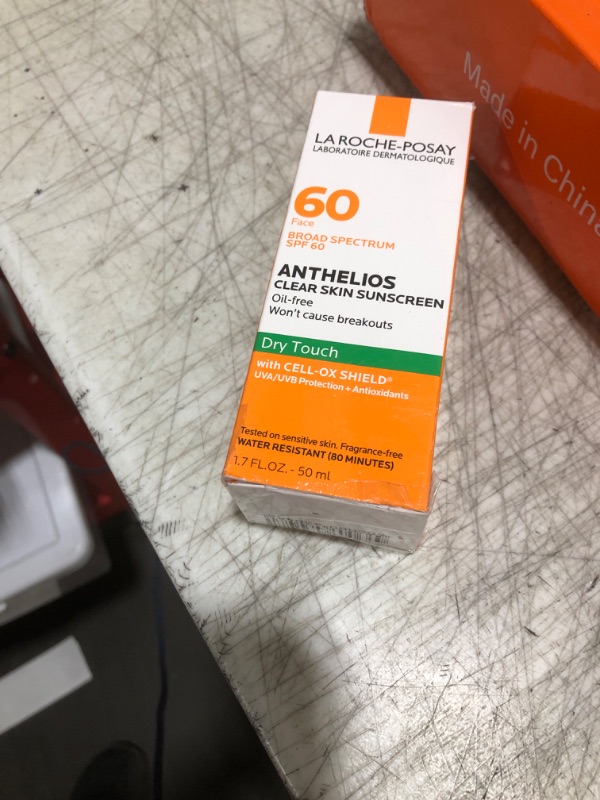 LA ROCHE-POSAY
LABORATOIRE DERMATOLOGIQUE
60
Face
BROAD SPECTRUM
SPF 60
ANTHELIOS
CLEAR SKIN SUNSCREEN
Oil-free
Won't cause breakouts
Dry Touch
with CELL-OX SHIELD®
UVA/UVB Protection + Antioxidants
Tested on sensitive skin. Fragrance-free
WATER RESISTANT (80 MINUTES)
1.7 FL.OZ. - 50 ml
Made in China